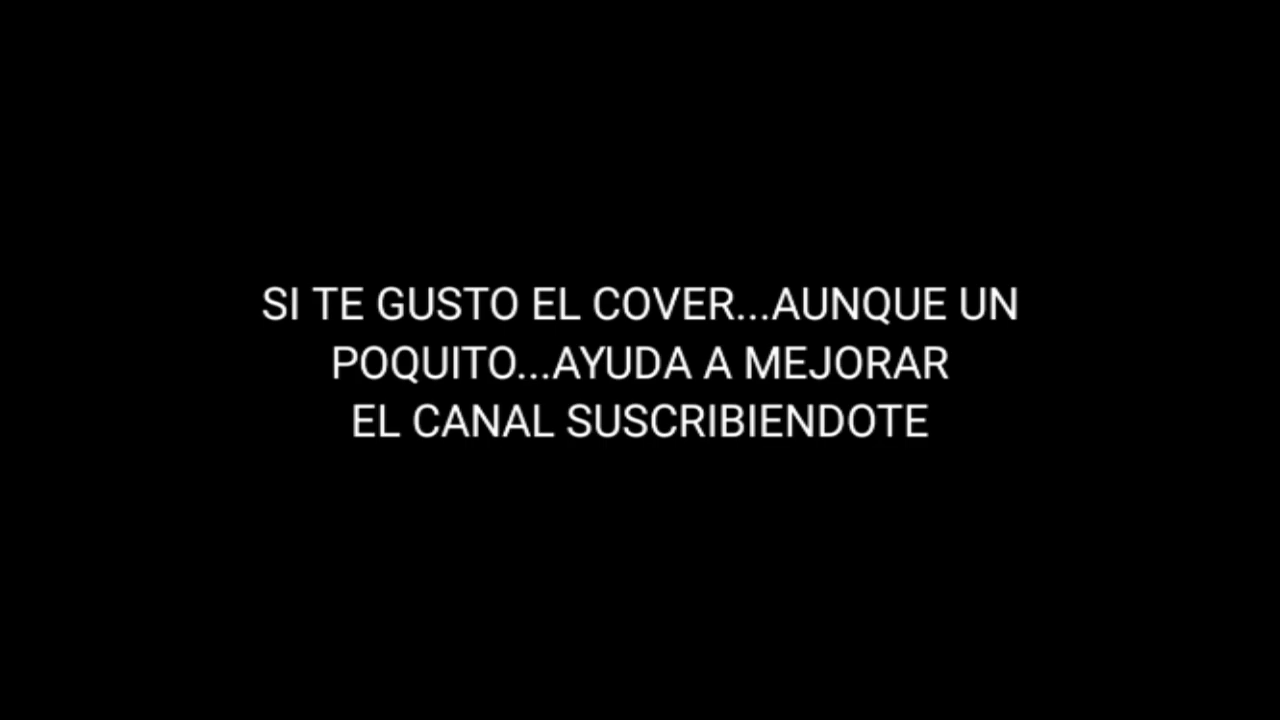 SI TE GUSTO EL COVER...AUNQUE UN
POQUITO...AYUDA A MEJORAR
EL CANAL SUSCRIBIENDOTE